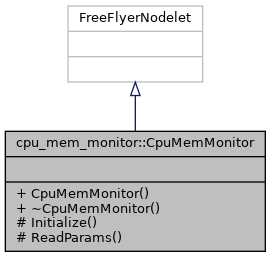 FreeFlyerNodelet
cpu_mem_monitor::CpuMemMonitor
+ CpuMemMonitor()
+ ~CpuMemMonitor()
# Initialize()
# ReadParams()